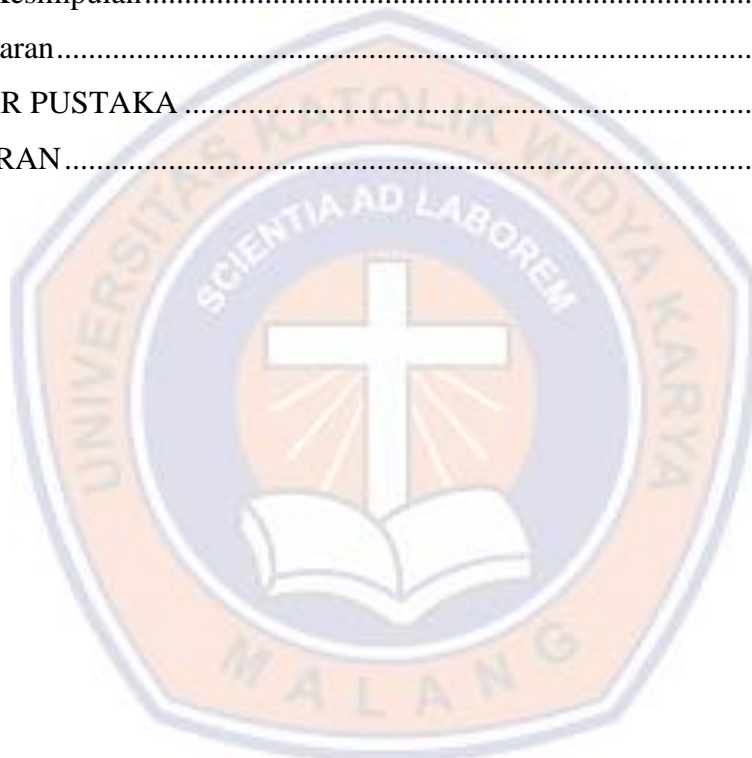 Kesimpulan..........................................................................
aran.....................................................................................
R PUSTAKA .....................................................................
RAN....................................................................................
UNIVERSITAS KATOLIK WIDYA KARYA
SCIENTIA AD LABOREM
MALANG